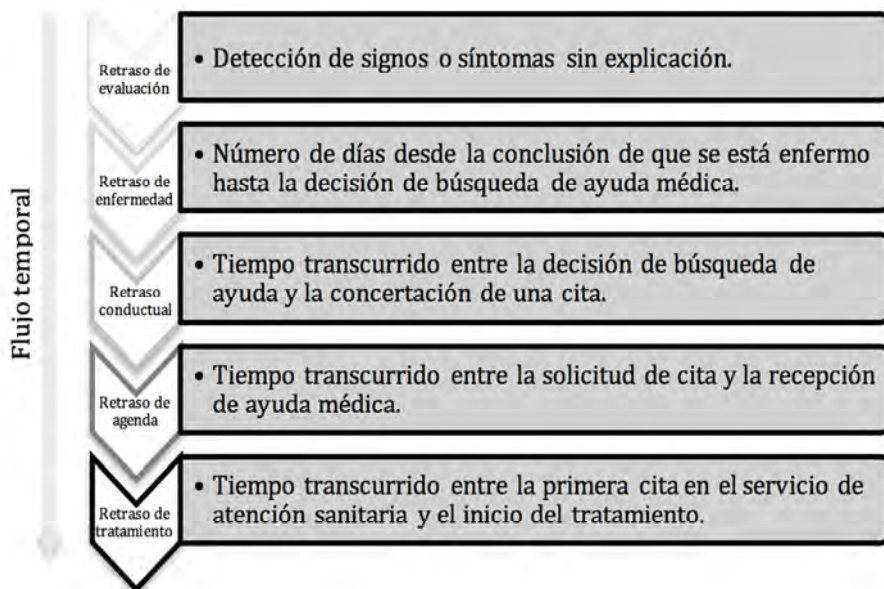 Flujo temporal
Retraso de
evaluación
• Detección de signos o síntomas sin explicación.
Retraso de
enfermedad
• Número de días desde la conclusión de que se está enfermo
hasta la decisión de búsqueda de ayuda médica.
Retraso
conductual
• Tiempo transcurrido entre la decisión de búsqueda de
ayuda y la concertación de una cita.
Retraso de
agenda
• Tiempo transcurrido entre la solicitud de cita y la recepción
de ayuda médica.
Retraso de
tratamiento
• Tiempo transcurrido entre la primera cita en el servicio de
atención sanitaria y el inicio del tratamiento.